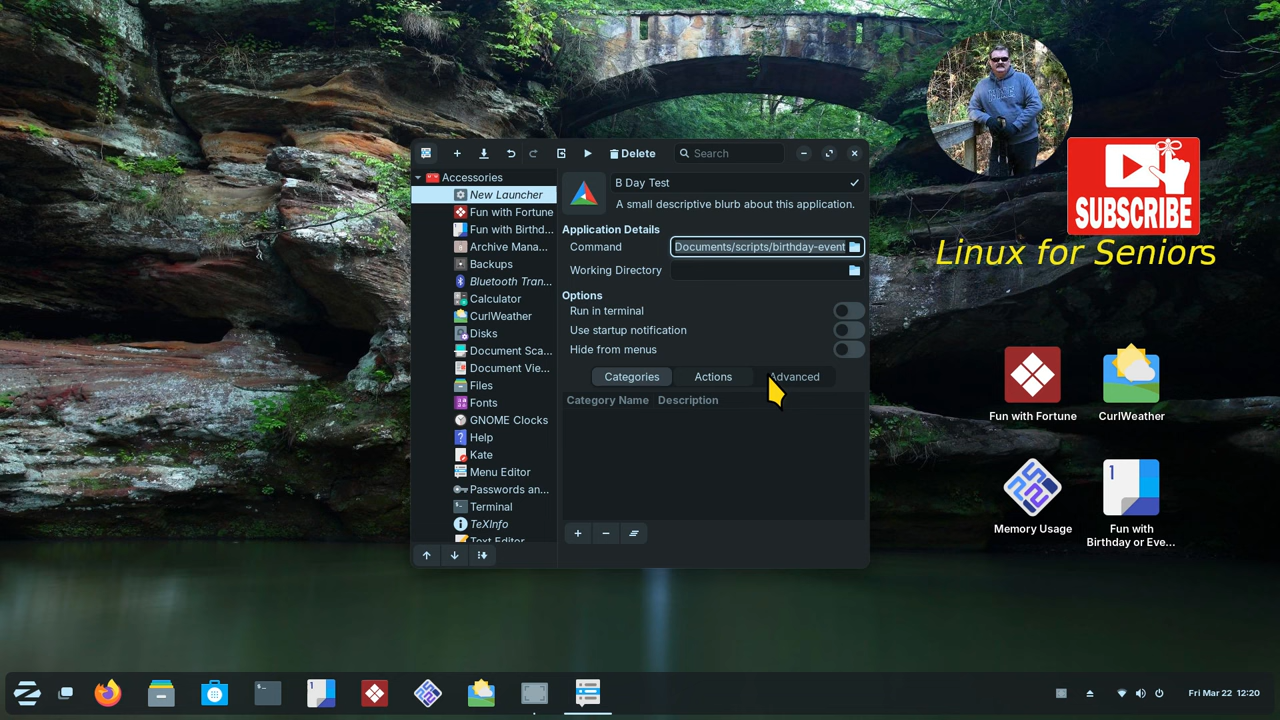 Delete
Search
Accessories
New Launcher
Fun with Fortune
Fun with Birthd...
Archive Mana...
Backups
Bluetooth Tran...
Calculator
CurlWeather
Disks
Document Sca...
Document Vie...
Files
Fonts
GNOME Clocks
Help
Kate
Menu Editor
Passwords an...
Terminal
TeXInfo
Text Editor
B Day Test
A small descriptive blurb about this application.
Application Details
Command
Documents/scripts/birthday-event
Working Directory
Options
Run in terminal
Use startup notification
Hide from menus
Categories
Actions
Advanced
Category Name
Description
SUBSCRIBE
Linux for Seniors
Fun with Fortune
CurlWeather
Memory Usage
1
Fun with
Birthday or Eve...
1
Fri Mar 22 12:20